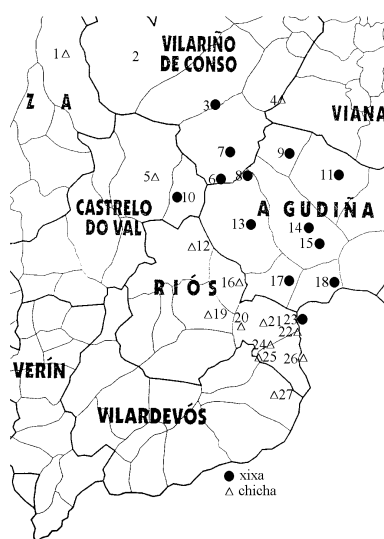 VILARIÑO
DE CONSO
1
2
Z A
3
4
VIANA
7
9
5
6
8
11
10
CASTRELO
DO VAL
A GUDIÑA
13
14
15
12
RIÓS
16
17
18
19
20
21
23
22
24
25
26
VERÍN
27
VILARDEVÓS
xixa
chicha